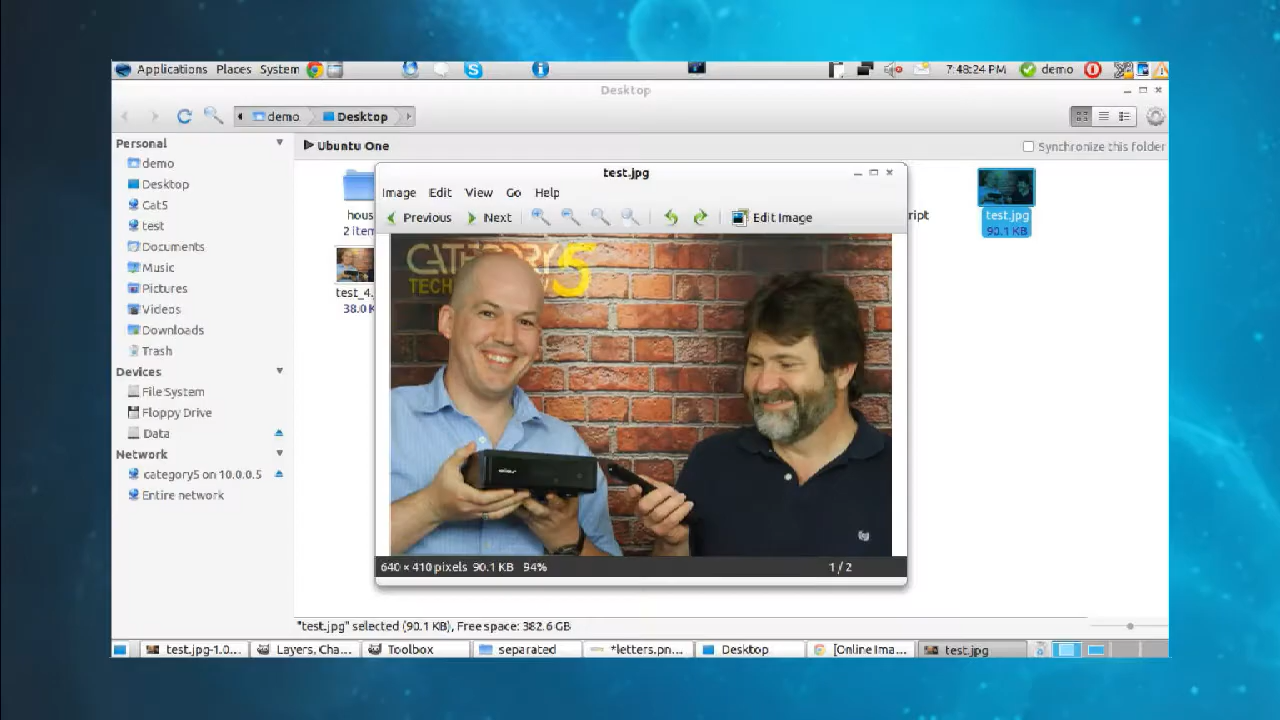 Applications Places System
7:48:24 PM
demo
Desktop
demo
Desktop
Personal
Ubuntu One
Synchronize this folder
demo
Desktop
Cat5
test
Documents
Music
Pictures
Videos
Downloads
Trash
Devices
File System
Floppy Drive
Data
Network
category5 on 10.0.0.5
Entire network
hous
2 item
test_4.
38.0 K
ript
test.jpg
90.1 KB
test.jpg
Image Edit View Go Help
Previous Next Edit Image
CATEGORY5
640 × 410 pixels 90.1 KB 94%
1 / 2
"test.jpg" selected (90.1 KB), Free space: 382.6 GB
test.jpg-1.0...
Layers, Cha...
Toolbox
separated
*letters.pn...
Desktop
[Online Ima...
test.jpg